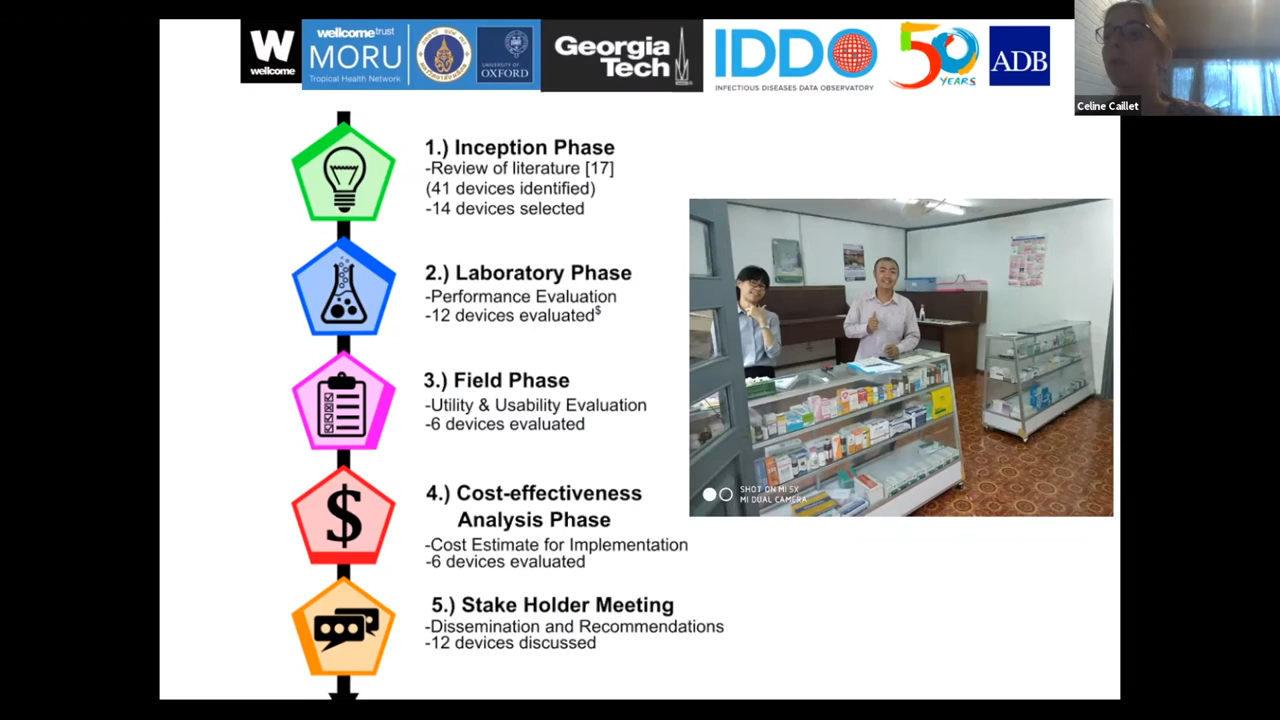 W
wellcome
wellcometrust
MORU
Tropical Health Network
UNIVERSITY OF
OXFORD
Georgia
Tech
IDDO
INFECTIOUS DISEASES DATA OBSERVATORY
50
YEARS
ADB
Celine Caillet
1.) Inception Phase
-Review of literature [17]
(41 devices identified)
-14 devices selected
2.) Laboratory Phase
-Performance Evaluation
-12 devices evaluated$
3.) Field Phase
-Utility & Usability Evaluation
-6 devices evaluated
$
4.) Cost-effectiveness
Analysis Phase
-Cost Estimate for Implementation
-6 devices evaluated
5.) Stake Holder Meeting
-Dissemination and Recommendations
-12 devices discussed
SHOT ON MI 5X
MI DUAL CAMERA